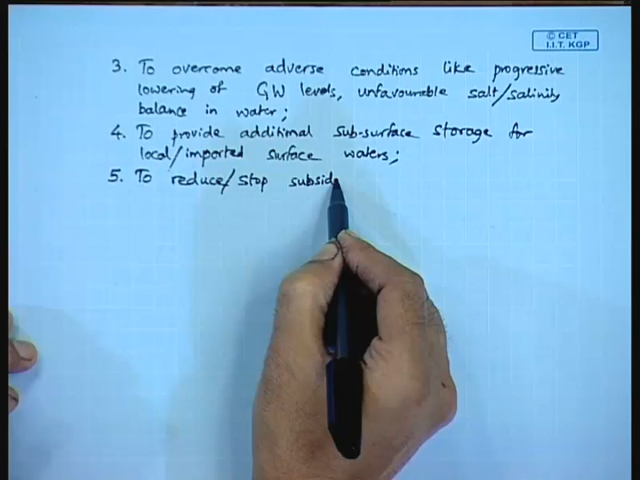 © CET
I.I.T. KGP
3. To overcome adverse conditions like progressive
lowering of GW levels, unfavourable salt/salinity
balance in water;
4. To provide additional sub-surface storage for
local/imported surface waters;
5. To reduce/stop subsid